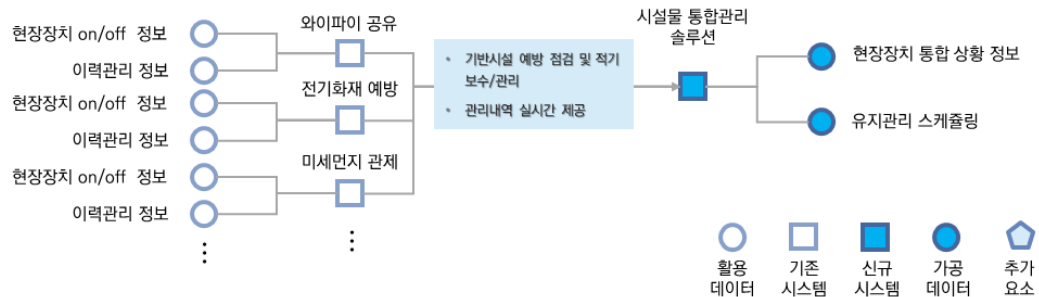 현장장치 on/off 정보
이력관리 정보
현장장치 on/off 정보
이력관리 정보
현장장치 on/off 정보
이력관리 정보
와이파이 공유
전기화재 예방
미세먼지 관제
• 기반시설 예방 점검 및 적기
보수/관리
• 관리내역 실시간 제공
시설물 통합관리
솔루션
현장장치 통합 상황 정보
유지관리 스케쥴링
활용
데이터
기존
시스템
신규
시스템
가공
데이터
추가
요소